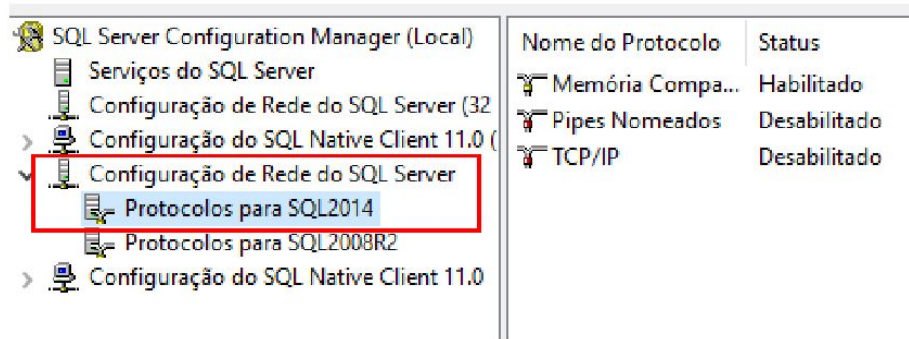 SQL Server Configuration Manager (Local)
Serviços do SQL Server
Configuração de Rede do SQL Server (32
Configuração do SQL Native Client 11.0 (
Configuração de Rede do SQL Server
Protocolos para SQL2014
Protocolos para SQL2008R2
Configuração do SQL Native Client 11.0
Nome do Protocolo Status
Memória Compa... Habilitado
Pipes Nomeados Desabilitado
TCP/IP Desabilitado